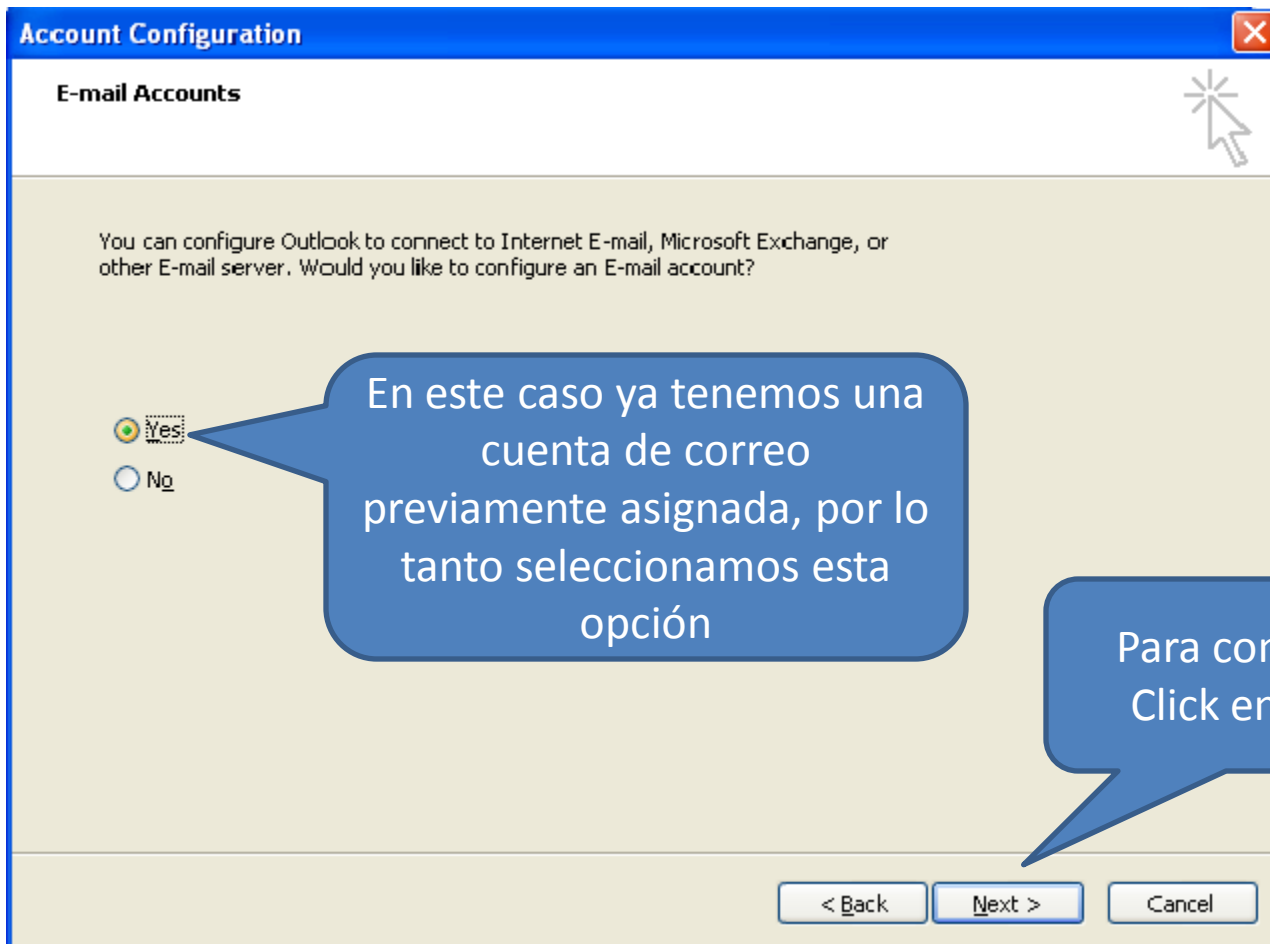 Account Configuration
E-mail Accounts
You can configure Outlook to connect to Internet E-mail, Microsoft Exchange, or
other E-mail server. Would you like to configure an E-mail account?
Yes
No
En este caso ya tenemos una
cuenta de correo
previamente asignada, por lo
tanto seleccionamos esta
opción
Para
Click
< Back
Next >
Cancel